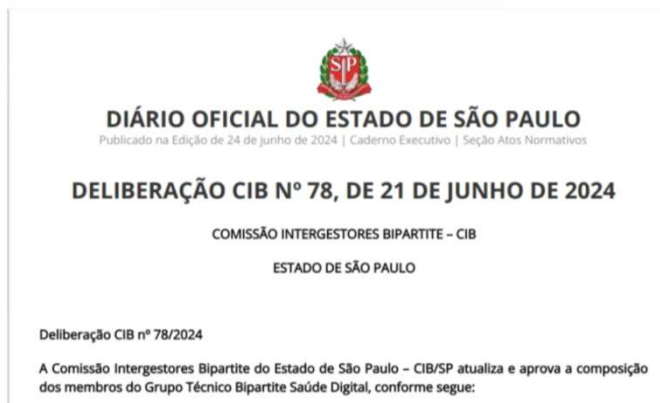 SP
DIÁRIO OFICIAL DO ESTADO DE SÃO PAULO
Publicado na Edição de 24 de junho de 2024 | Caderno Executivo | Seção Atos Normativos
DELIBERAÇÃO CIB Nº 78, DE 21 DE JUNHO DE 2024
COMISSÃO INTERGESTORES BIPARTITE – CIB
ESTADO DE SÃO PAULO
Deliberação CIB nº 78/2024
A Comissão Intergestores Bipartite do Estado de São Paulo – CIB/SP atualiza e aprova a composição
dos membros do Grupo Técnico Bipartite Saúde Digital, conforme segue: